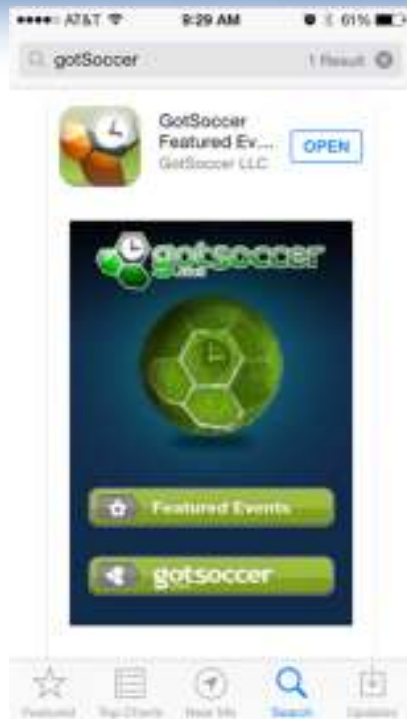 AT&T 9:29 AM 61%
gotSoccer 1 Result
GotSoccer
Featured Ev...
GotSoccer LLC
OPEN
gotsoccer
Featured Events
gotsoccer
Featured Top Charts Near Me Search Updates